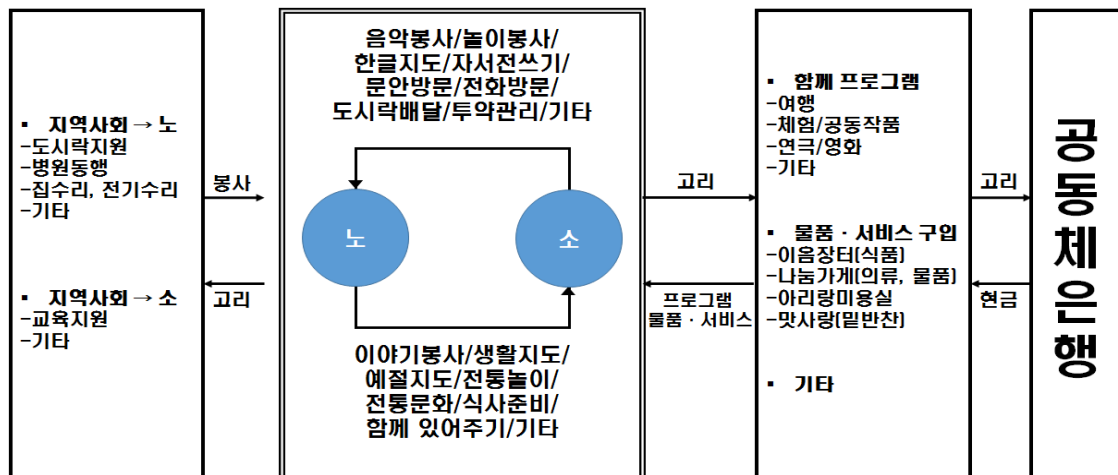 ▪ 지역사회 → 노
-도시락지원
-병원동행
-집수리, 전기수리
-기타
▪ 지역사회 → 소
-교육지원
-기타
봉사
고리
음악봉사/놀이봉사/
한글지도/자서전쓰기/
문안방문/전화방문/
도시락배달/투약관리/기타
노
소
이야기봉사/생활지도/
예절지도/전통놀이/
전통문화/식사준비/
함께 있어주기/기타
고리
프로그램
물품 · 서비스
▪ 함께 프로그램
-여행
-체험/공동작품
-연극/영화
-기타
▪ 물품 · 서비스 구입
-이음장터(식품)
-나눔가게(의류, 물품)
-아리랑미용실
-맛사랑(밑반찬)
▪ 기타
고리
현금
공동체은행